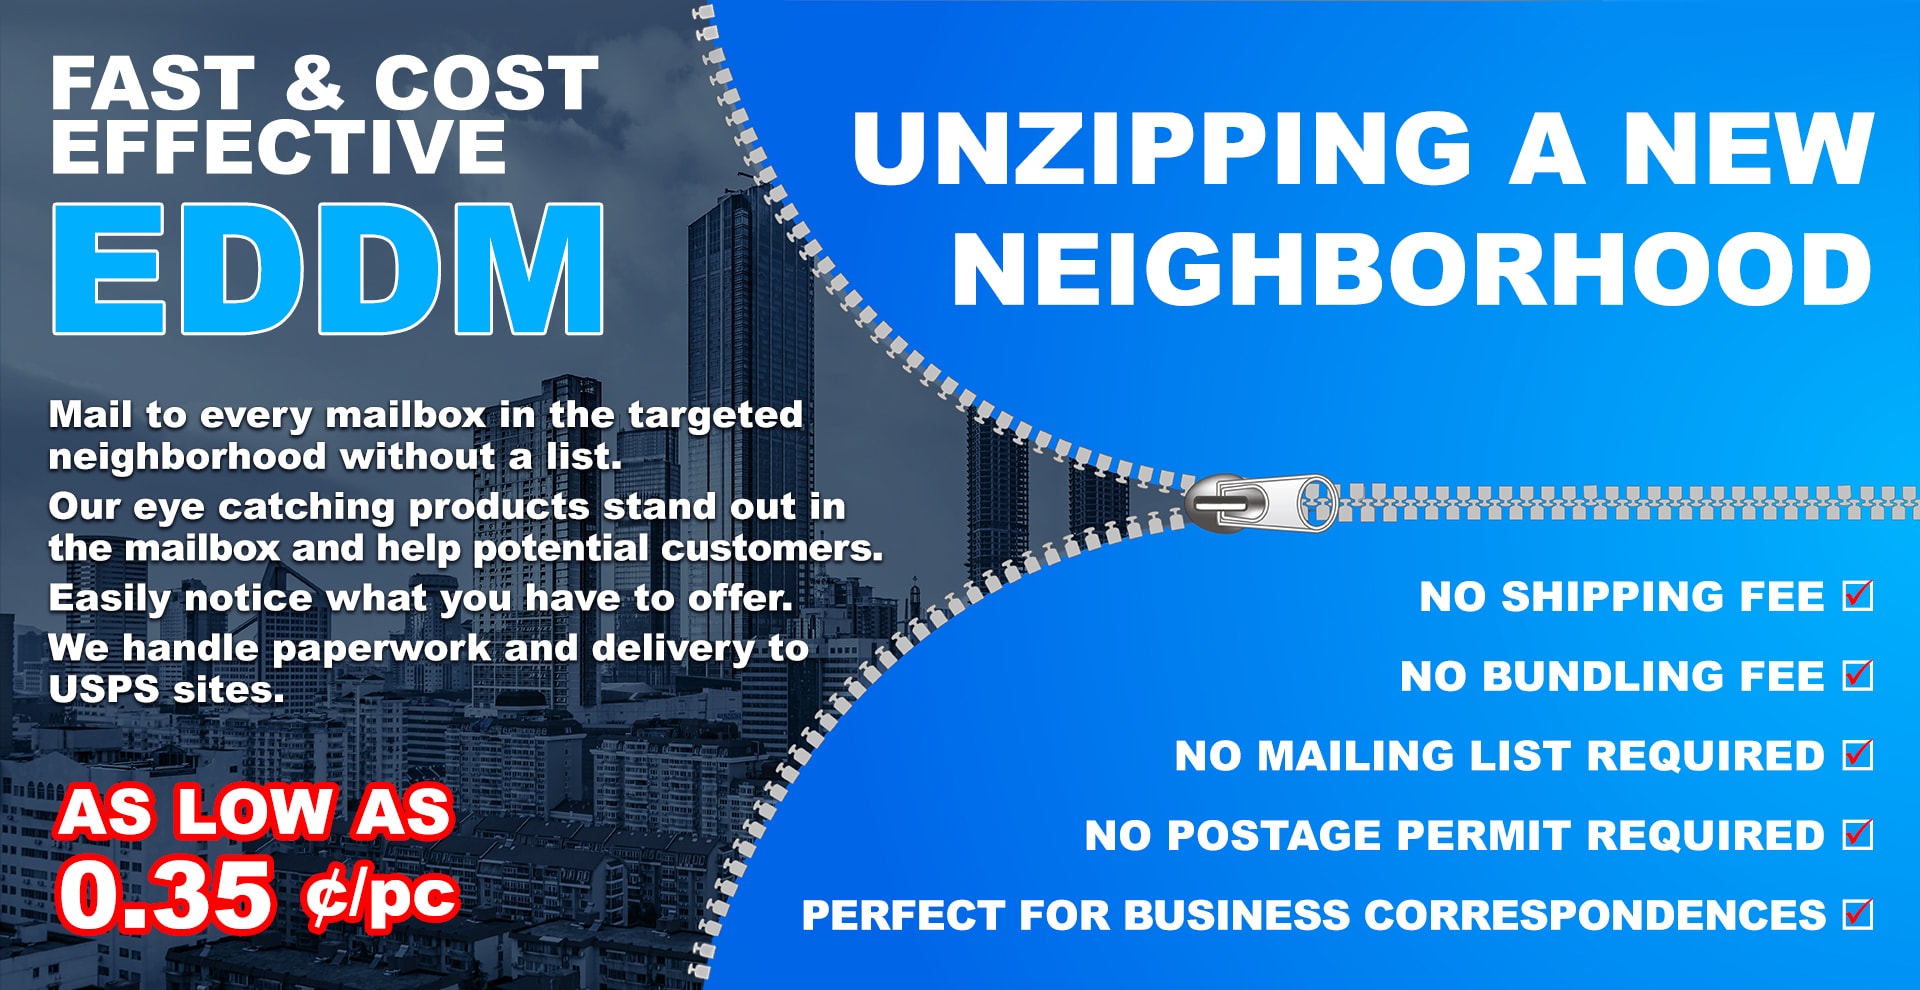 FAST & COST
EFFECTIVE
EDDM
Mail to every mailbox in the targeted
neighborhood without a list.
Our eye catching products stand out in
the mailbox and help potential customers.
Easily notice what you have to offer.
We handle paperwork and delivery to
USPS sites.
AS LOW AS
0.35 ¢/pc
UNZIPPING A NEW
NEIGHBORHOOD
NO SHIPPING FEE
NO BUNDLING FEE
NO MAILING LIST REQUIRED
NO POSTAGE PERMIT REQUIRED
PERFECT FOR BUSINESS CORRESPONDENCES